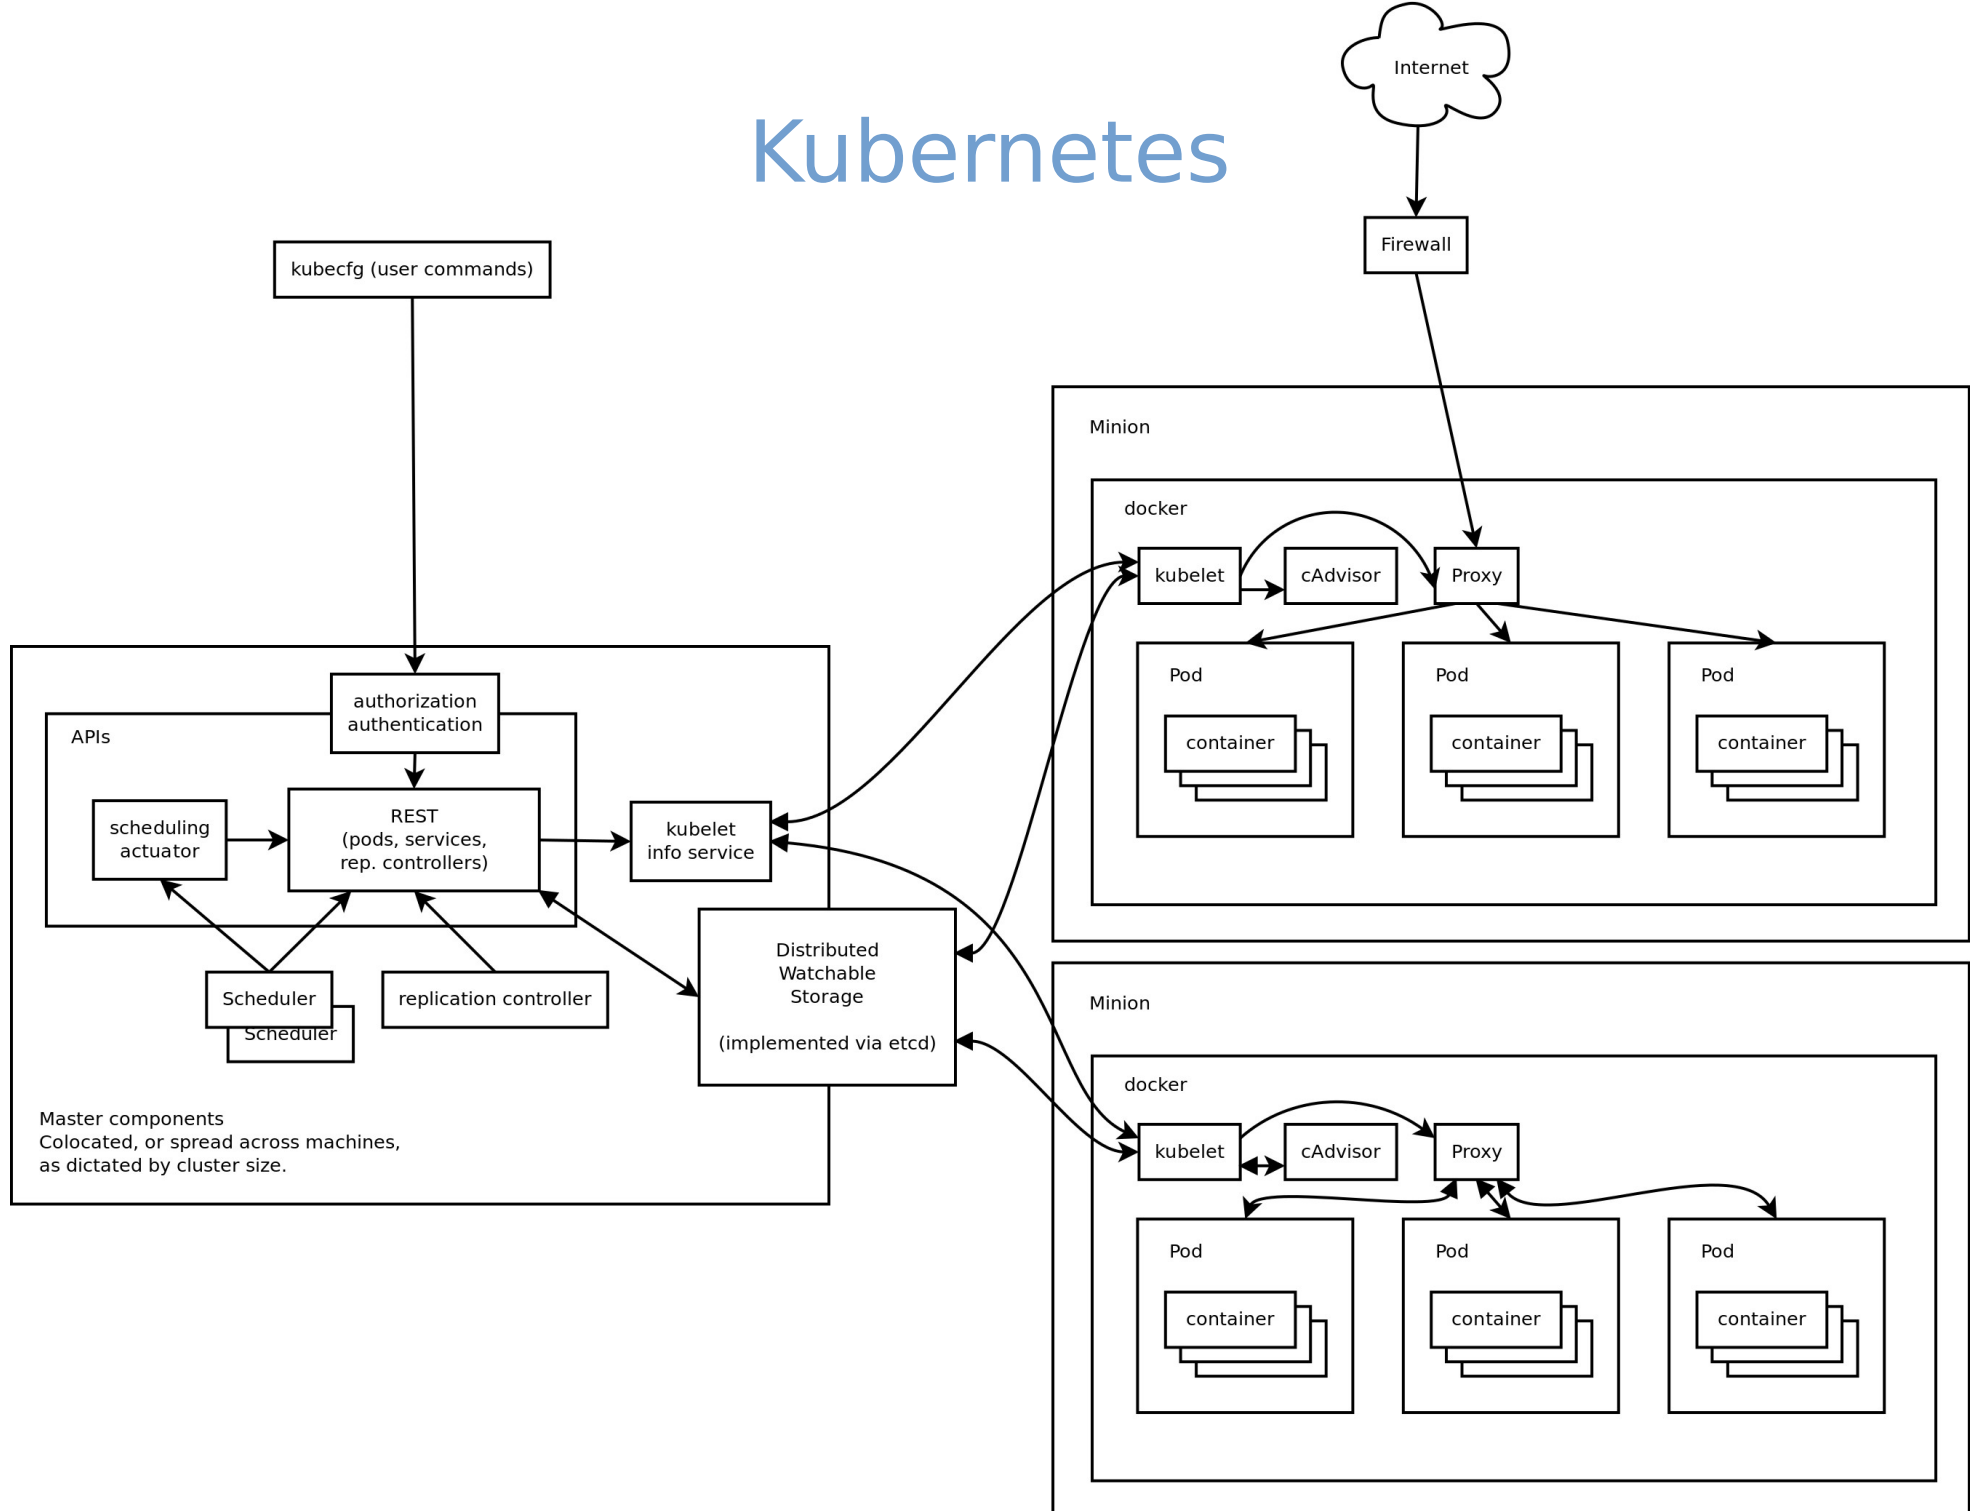 Internet
Kubernetes
Firewall
kubecfg (user commands)
Minion
docker
kubelet
cAdvisor
Proxy
Pod
Pod
Pod
container
container
container
authorization
authentication
APIs
scheduling
actuator
REST
(pods, services,
rep. controllers)
kubelet
info service
Distributed
Watchable
Storage
(implemented via etcd)
Scheduler
Scheduler
replication controller
Master components
Colocated, or spread across machines,
as dictated by cluster size.
Minion
docker
kubelet
cAdvisor
Proxy
Pod
Pod
Pod
container
container
container